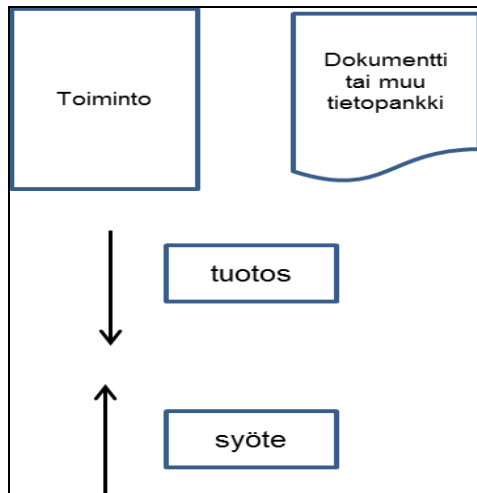 Toiminto
Dokumentti
tai muu
tietopankki
tuotos
syöte